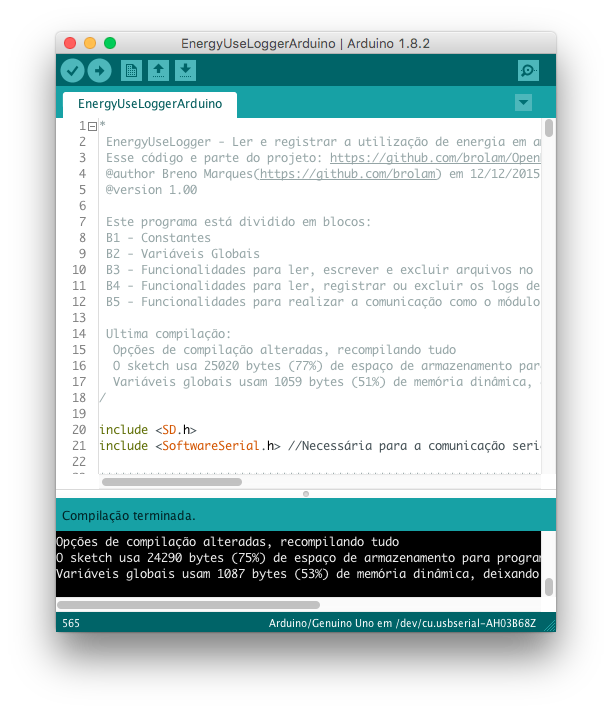 EnergyUseLoggerArduino | Arduino 1.8.2
EnergyUseLoggerArduino
1 *
2 EnergyUseLogger - Ler e registrar a utilização de energia em
3 Esse código e parte do projeto: https://github.com/brolam/Open
4 @author Breno Marques(https://github.com/brolam) em 12/12/2015
5 @version 1.00
6
7 Este programa está dividido em blocos:
8 B1 - Constantes
9 B2 - Variáveis Globais
10 B3 - Funcionalidades para ler, escrever e excluir arquivos no
11 B4 - Funcionalidades para ler, registrar ou excluir os logs de
12 B5 - Funcionalidades para realizar a comunicação como o módulo
13
14 Ultima compilação:
15 Opções de compilação alteradas, recompilando tudo
16 O sketch usa 25020 bytes (77%) de espaço de armazenamento par
17 Variáveis globais usam 1059 bytes (51%) de memória dinâmica,
18 /
19
20 include <SD.h>
21 include <SoftwareSerial.h> //Necessária para a comunicação seri
22
Compilação terminada.
Opções de compilação alteradas, recompilando tudo
O sketch usa 24290 bytes (75%) de espaço de armazenamento para program
Variáveis globais usam 1087 bytes (53%) de memória dinâmica, deixando
565 Arduino/Genuino Uno em /dev/cu.usbserial-AH03B68Z